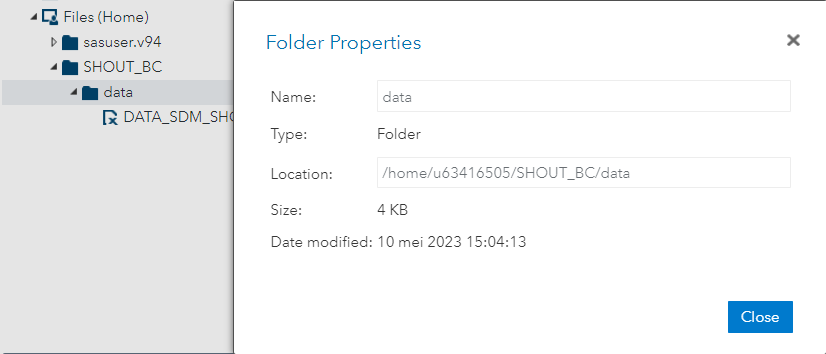 Files (Home)
sasuser.v94
SHOUT_BC
data
DATA_SDM_SHO
Folder Properties
Name: data
Type: Folder
Location: /home/u63416505/SHOUT_BC/data
Size: 4 KB
Date modified: 10 mei 2023 15:04:13
Close